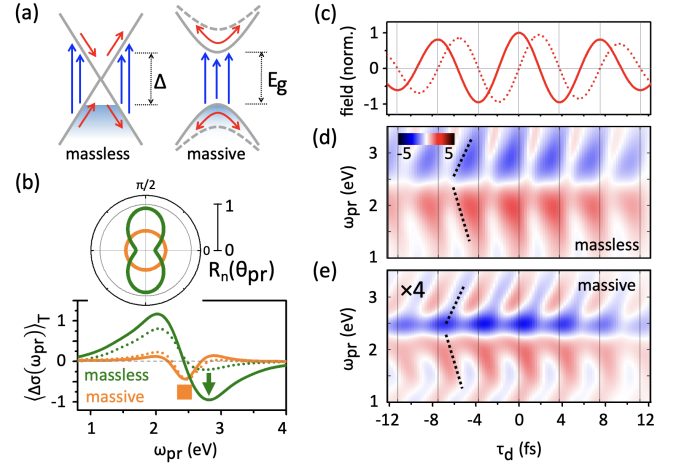 (a)
Δ
E_g
massless
massive
(b)
π/2
1
0
0
R_n(θ_pr)
⟨Δσ(ω_pr)⟩_T
1
0
-1
massless
massive
1
2
3
4
ω_pr (eV)
(c)
field (norm.)
1
0
-1
(d)
ω_pr (eV)
3
2
1
-5
5
massless
(e)
ω_pr (eV)
3
2
1
×4
massive
-12
-8
-4
0
4
8
12
τ_d (fs)